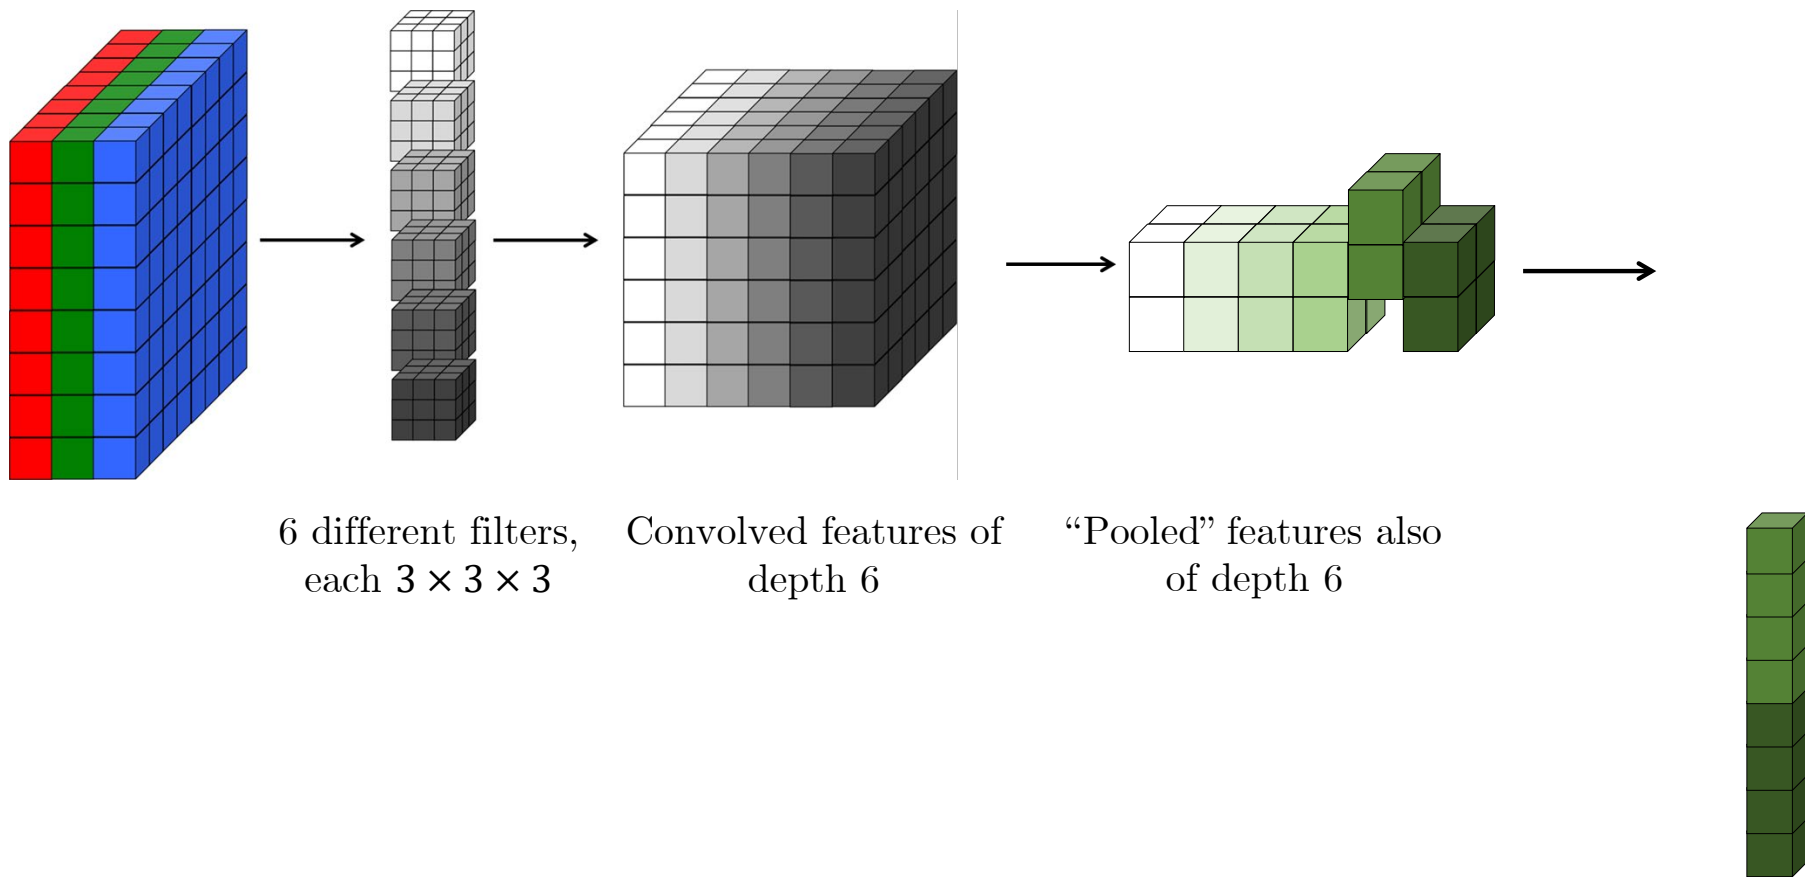 6 different filters,
each 3 × 3 × 3
Convolved features of
depth 6
“Pooled” features also
of depth 6